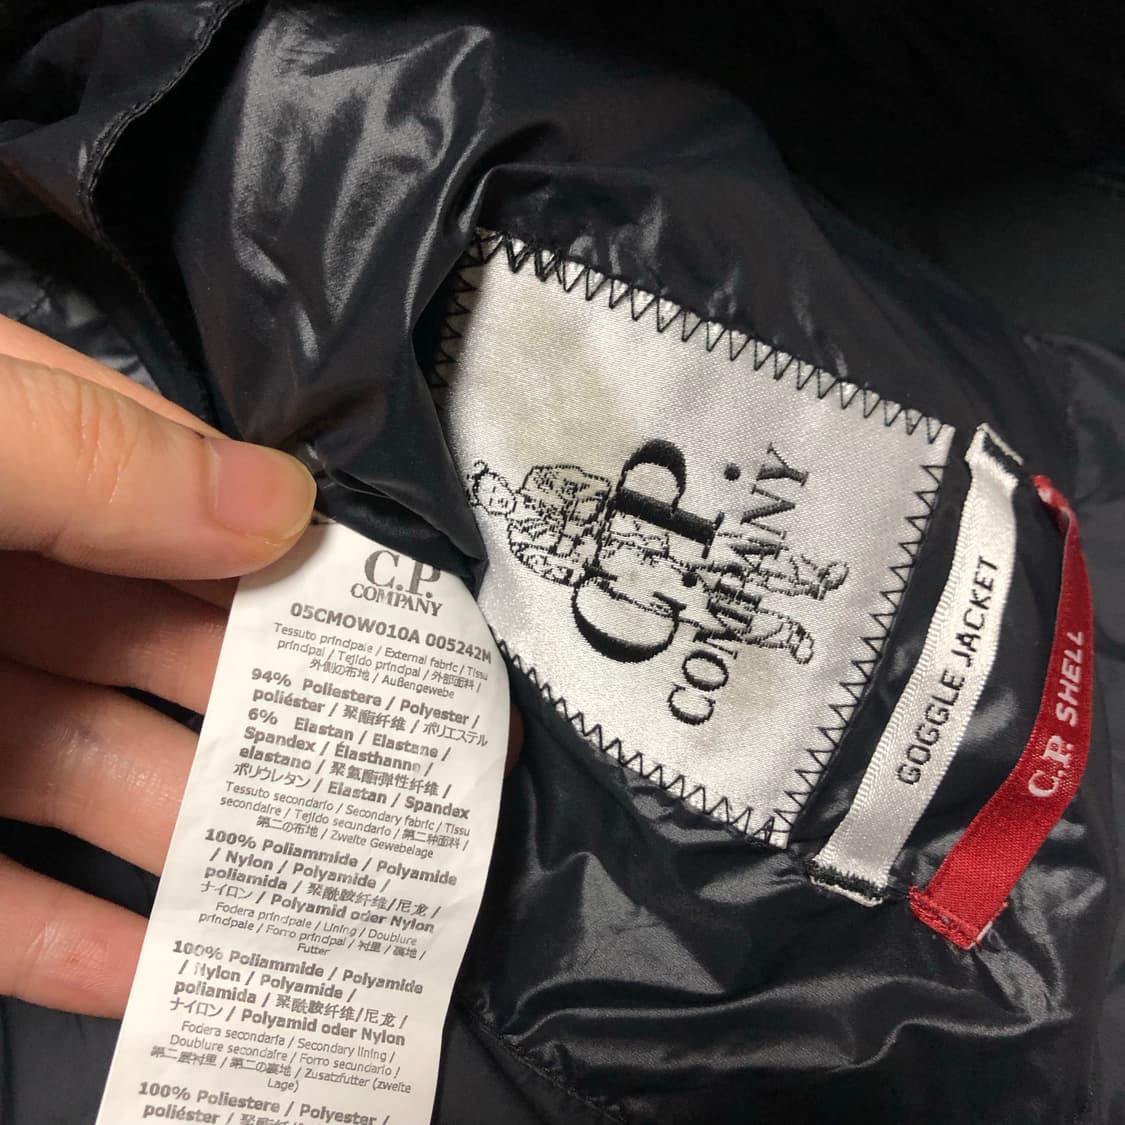 C.P.
COMPANY
05CMOW010A 005242M
Tessuto principale / External fabric / Tissu
principal / Tejido principal / 外部面料 /
外側の布地 / Außengewebe
94% Poliestere / Polyester /
poliéster / 聚酯纤维 / ポリエステル
6% Elastan / Elastane /
Spandex / Élasthanne /
elastano / 聚氨酯弹性纤维 /
ポリウレタン / Elastan / Spandex
Tessuto secondario / Secondary fabric / Tissu
secondaire / Tejido secundario / 第二种面料 /
第二の布地 / Zweite Gewebelage
100% Poliammide / Polyamide
/ Nylon / Polyamide /
poliamida / 聚酰胺纤维/尼龙 /
ナイロン / Polyamid oder Nylon
Fodera principale / Lining / Doublure
principale / Forro principal / 衬里 / 裏地 /
Futter
100% Poliammide / Polyamide
/ Nylon / Polyamide /
poliamida / 聚酰胺纤维/尼龙 /
ナイロン / Polyamid oder Nylon
Fodera secondaria / Secondary lining /
Doublure secondaire / Forro secundario /
第二层衬里 / 第二の裏地 / Zusatzfutter (zweite
Lage)
100% Poliestere / Polyester /
poliéster / 聚酯纤维 /
C.P.
COMPANY
GOGGLE JACKET
C.P. SHELL